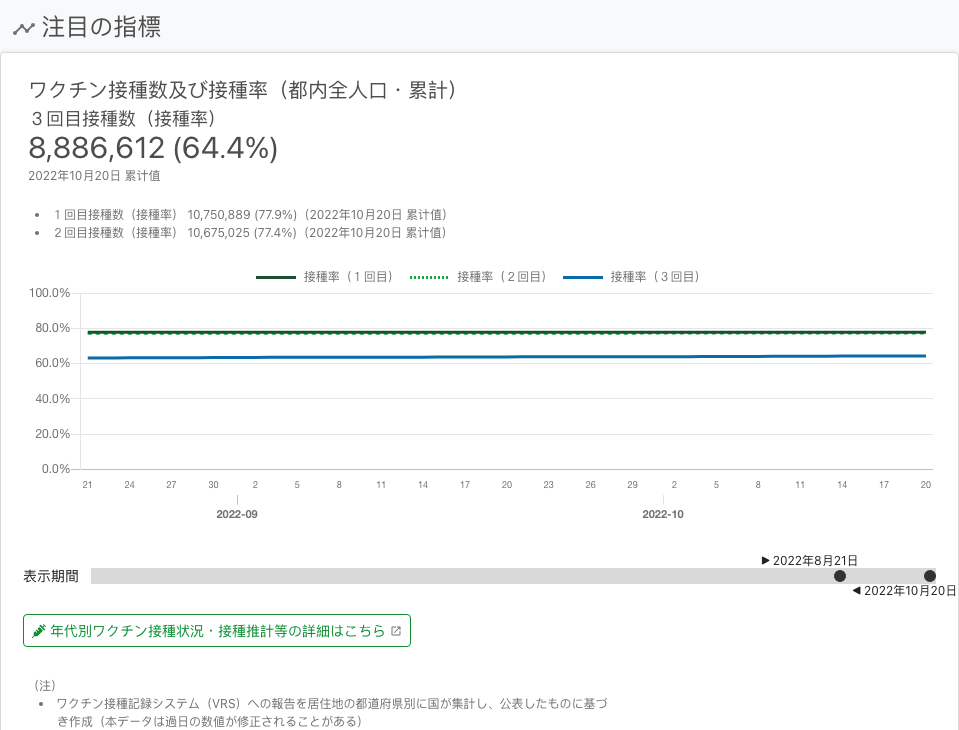 注目の指標
ワクチン接種数及び接種率（都内全人口・累計）
３回目接種数（接種率）
8,886,612 (64.4%)
2022年10月20日 累计值
• １回目接種数（接種率） 10,750,889 (77.9%)（2022年10月20日 累计值）
• ２回目接種数（接種率） 10,675,025 (77.4%)（2022年10月20日 累计值）
接種率（１回目） 接種率（２回目） 接種率（３回目）
100.0%
80.0%
60.0%
40.0%
20.0%
0.0%
21 24 27 30 2 5 8 11 14 17 20 23 26 29 2 5 8 11 14 17 20
2022-09 2022-10
▶ 2022年8月21日
表示期間
◀ 2022年10月20日
年代別ワクチン接種状況・接種推計等の詳細はこちら
（注）
• ワクチン接種記録システム（VRS）への報告を居住地の都道府県別に国が集計し、公表したものに基づ
き作成（本データは過日の数値が修正されることがある）